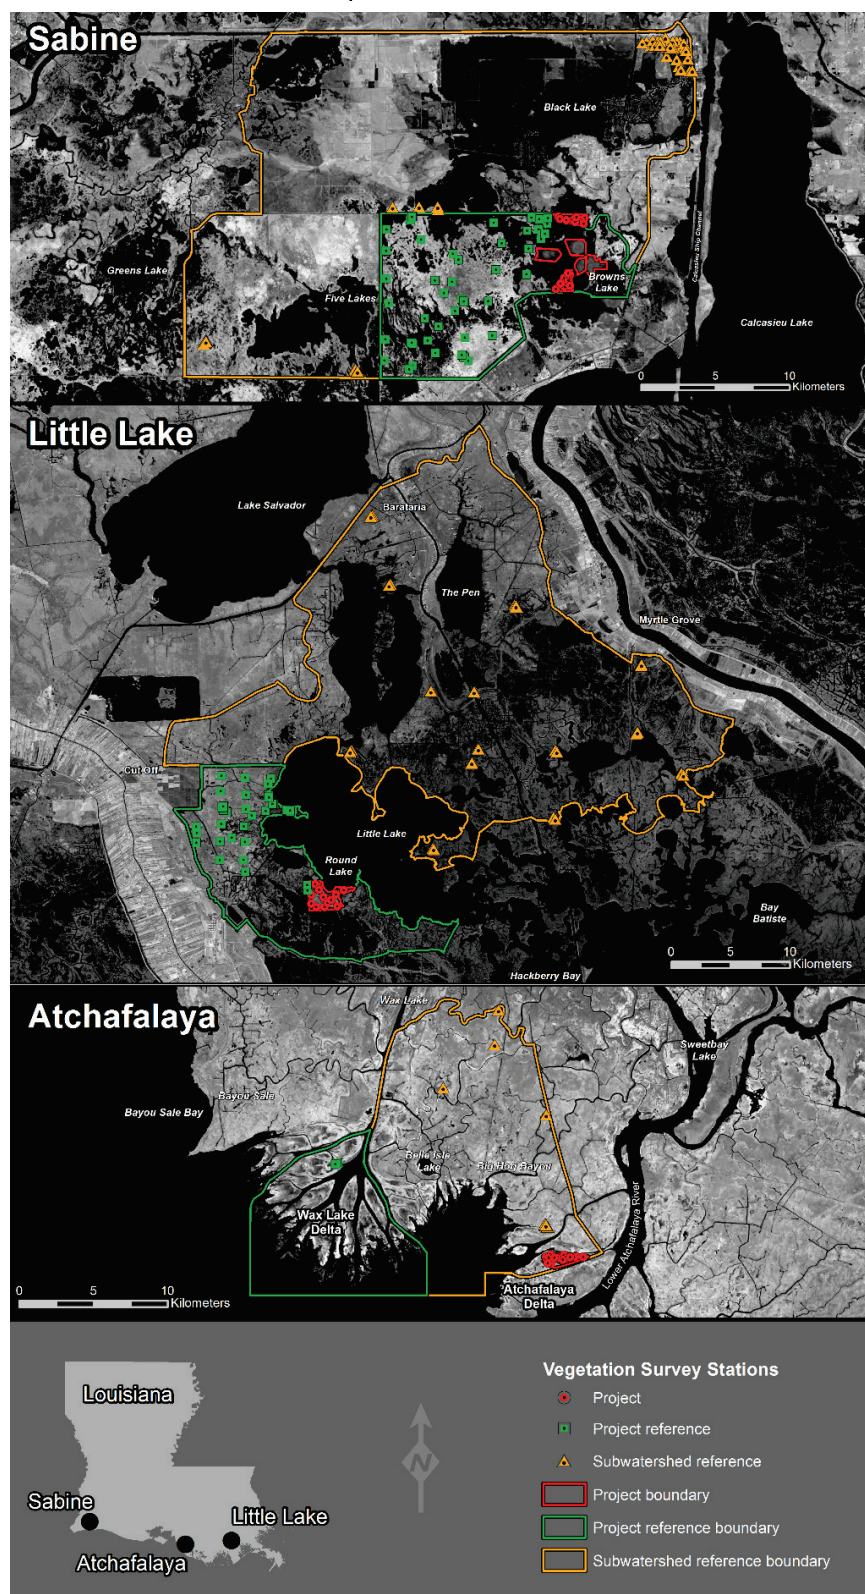 Sabine
Black Lake
Calcasieu Ship Channel
Greens Lake
Five Lakes
Browns
Lake
Calcasieu Lake
0 5 10
Kilometers
Little Lake
Lake Salvador
Barataria
The Pen
Myrtle Grove
Cut Off
Little Lake
Round
Lake
Bay
Batiste
0 5 10
Kilometers
Hackberry Bay
Atchafalaya
Wax Lake
Sweetbay
Lake
Bayou Sale
Bayou Sale Bay
Belle Isle
Lake
Big Hog Bayou
Wax Lake
Delta
Lower Atchafalaya River
0 5 10
Kilometers
Atchafalaya
Delta
Louisiana
Sabine
Little Lake
Atchafalaya
N
Vegetation Survey Stations
Project
Project reference
Subwatershed reference
Project boundary
Project reference boundary
Subwatershed reference boundary